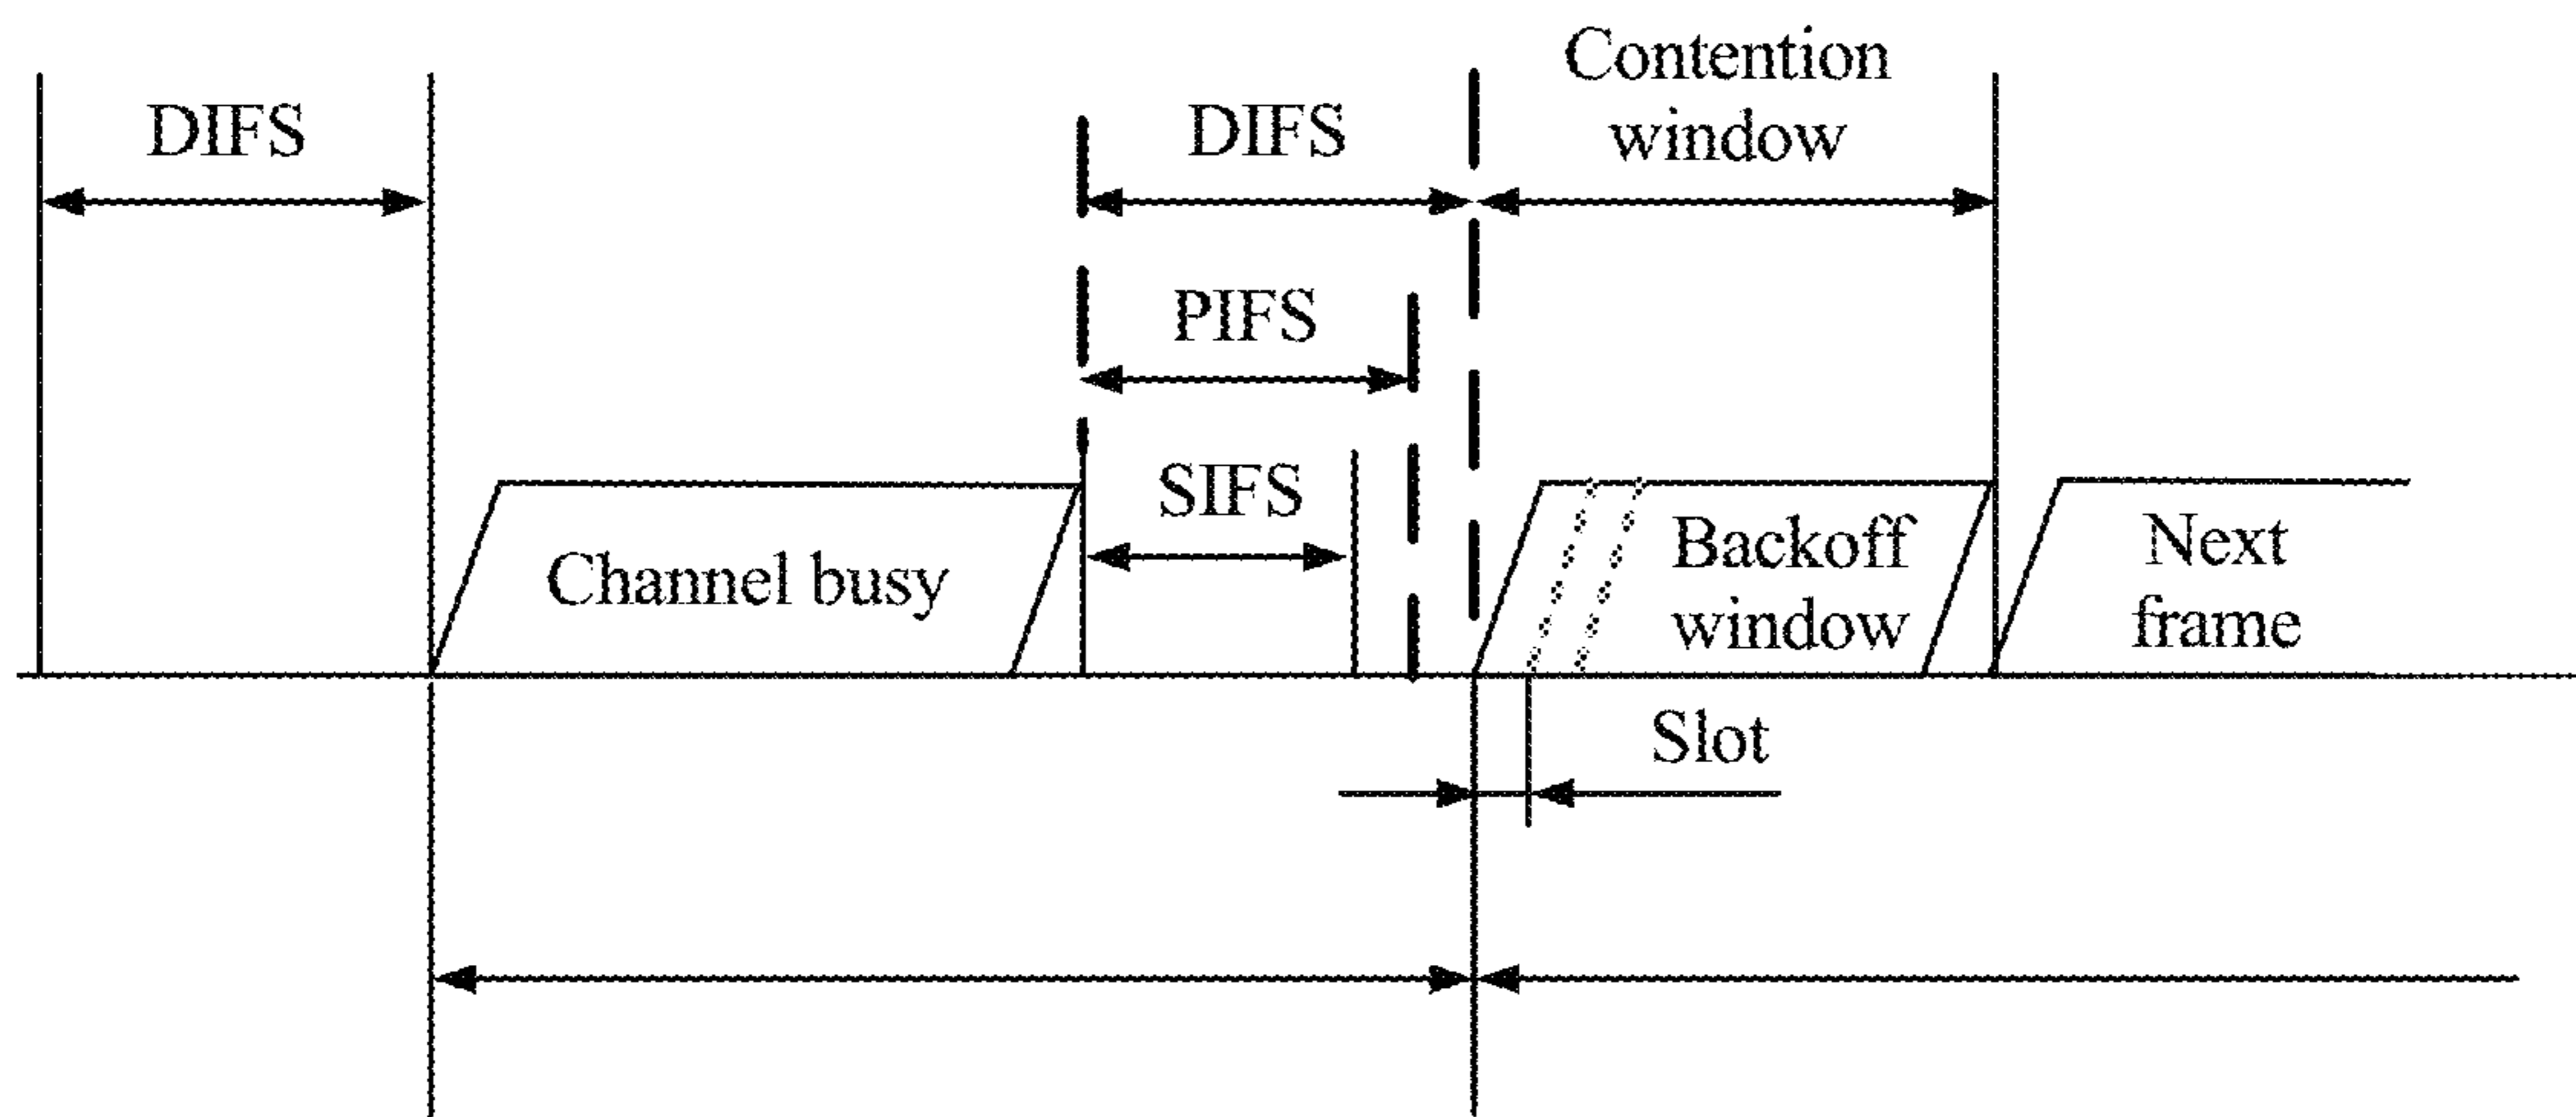 Contention
window
DIFS
DIFS
PIFS
SIFS
Channel busy
Backoff
window
Next
frame
Slot